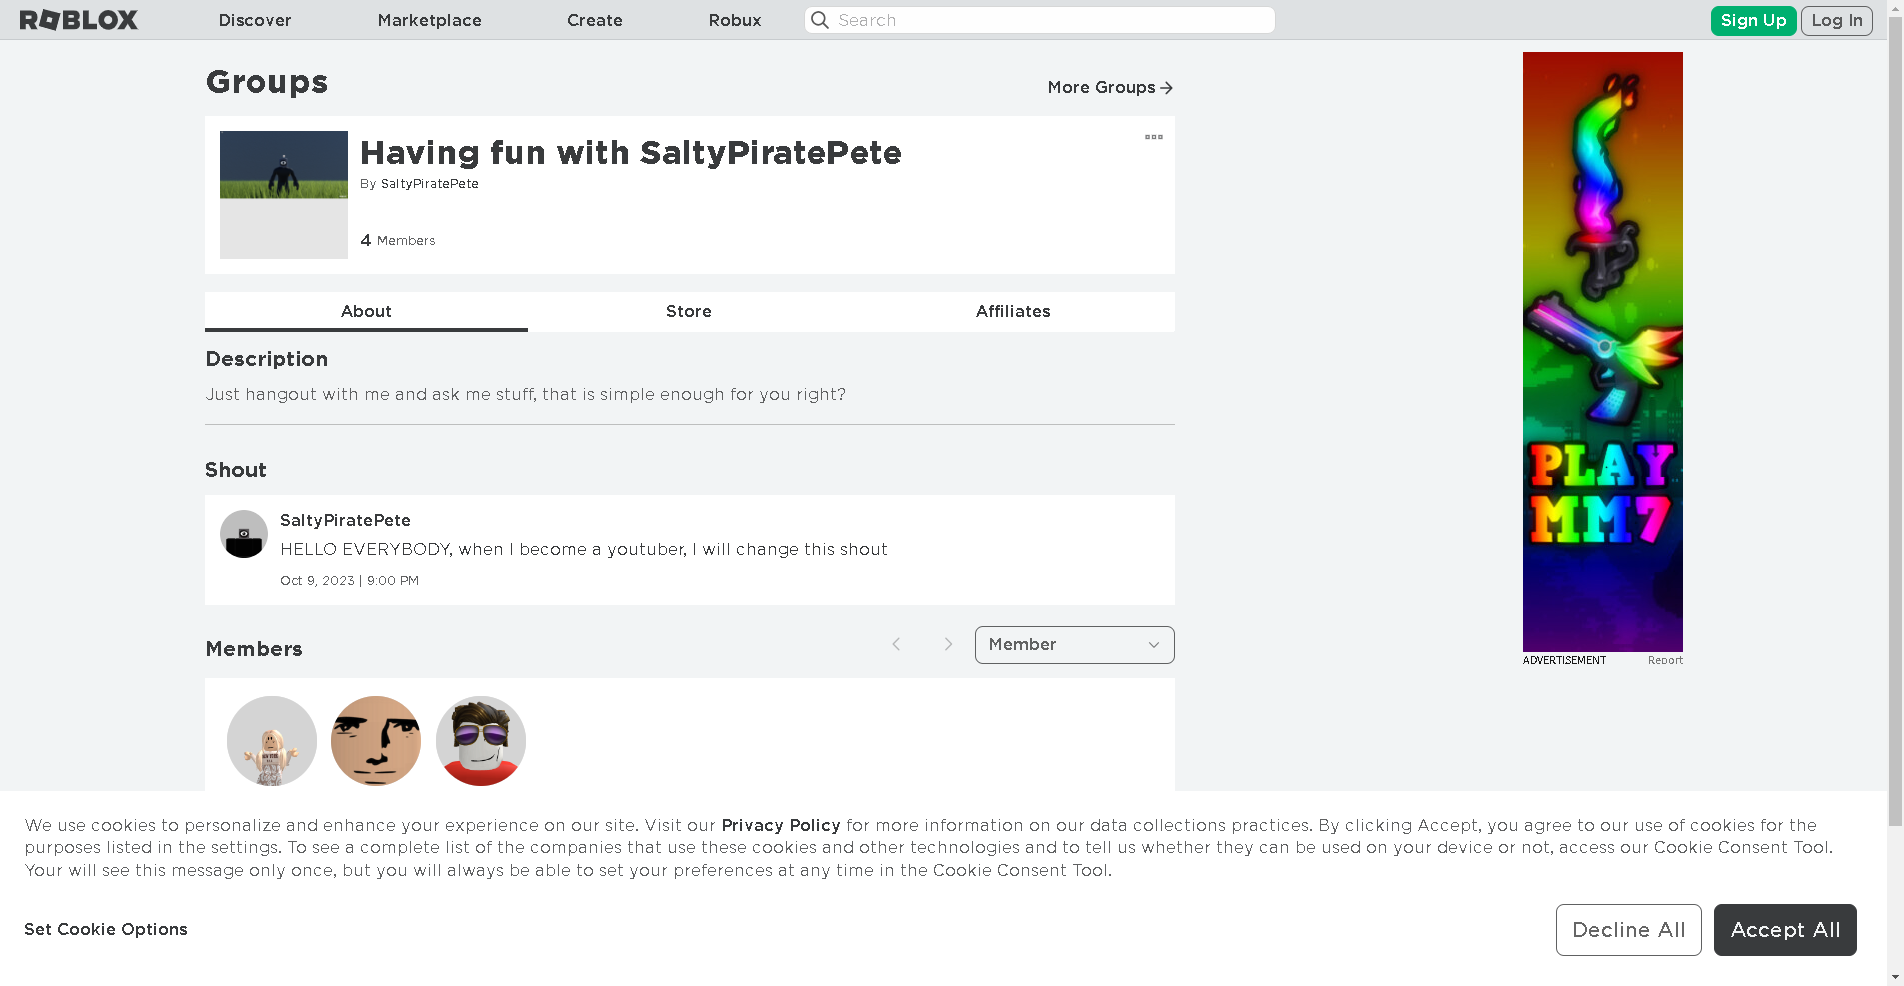 ROBLOX
Discover
Marketplace
Create
Robux
Search
Sign Up
Log In
Groups
More Groups
Having fun with SaltyPiratePete
By SaltyPiratePete
4 Members
About
Store
Affiliates
Description
Just hangout with me and ask me stuff, that is simple enough for you right?
Shout
SaltyPiratePete
HELLO EVERYBODY, when I become a youtuber, I will change this shout
Oct 9, 2023 | 9:00 PM
Members
Member
PLAY
MM7
ADVERTISEMENT
Report
We use cookies to personalize and enhance your experience on our site. Visit our Privacy Policy for more information on our data collections practices. By clicking Accept, you agree to our use of cookies for the
purposes listed in the settings. To see a complete list of the companies that use these cookies and other technologies and to tell us whether they can be used on your device or not, access our Cookie Consent Tool.
Your will see this message only once, but you will always be able to set your preferences at any time in the Cookie Consent Tool.
Set Cookie Options
Decline All
Accept All